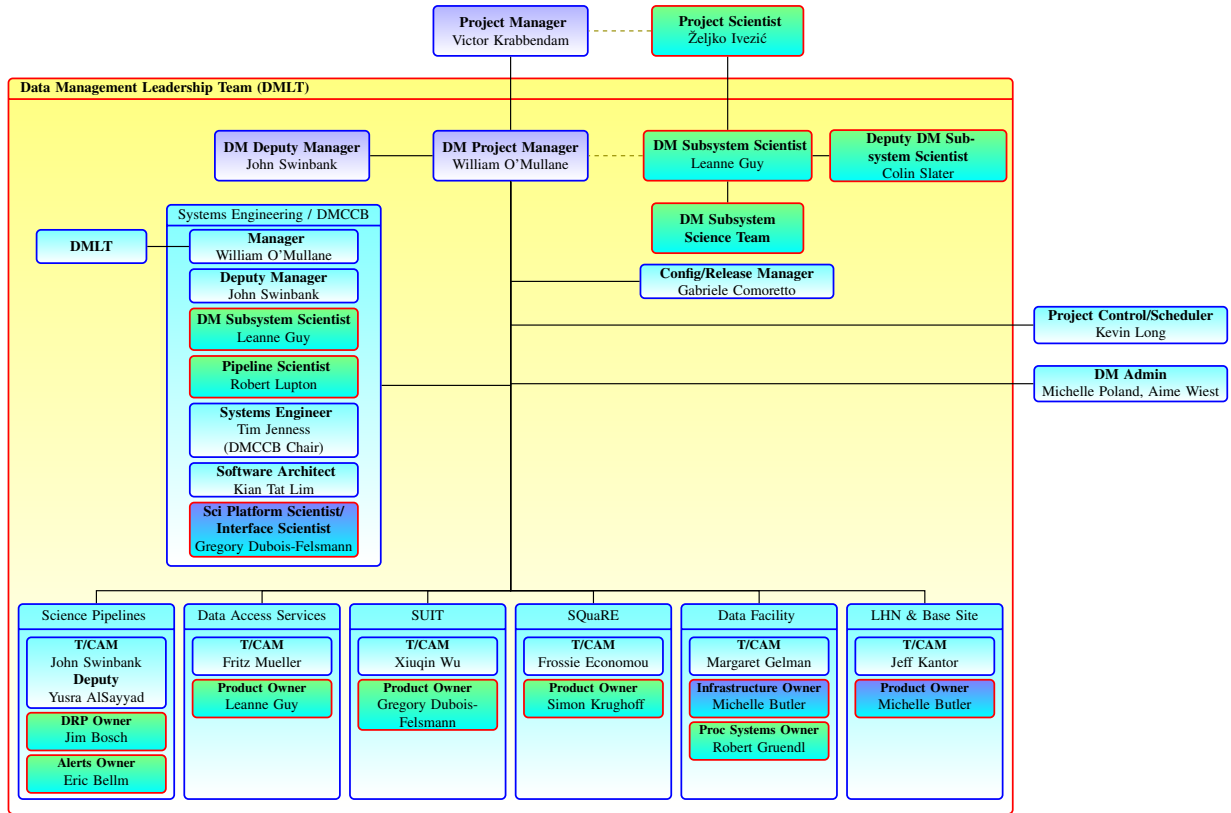 Project Manager
Victor Krabbendam
Project Scientist
Željko Ivezić
Data Management Leadership Team (DMLT)
DM Deputy Manager
John Swinbank
DM Project Manager
William O’Mullane
DM Subsystem Scientist
Leanne Guy
Deputy DM Sub-
system Scientist
Colin Slater
DM Subsystem
Science Team
Systems Engineering / DMCCB
DMLT
Manager
William O’Mullane
Deputy Manager
John Swinbank
DM Subsystem Scientist
Leanne Guy
Pipeline Scientist
Robert Lupton
Systems Engineer
Tim Jenness
(DMCCB Chair)
Software Architect
Kian Tat Lim
Sci Platform Scientist/
Interface Scientist
Gregory Dubois-Felsmann
Config/Release Manager
Gabriele Comoretto
Project Control/Scheduler
Kevin Long
DM Admin
Michelle Poland, Aime Wiest
Science Pipelines
T/CAM
John Swinbank
Deputy
Yusra AlSayyad
DRP Owner
Jim Bosch
Alerts Owner
Eric Bellm
Data Access Services
T/CAM
Fritz Mueller
Product Owner
Leanne Guy
SUIT
T/CAM
Xiuqin Wu
Product Owner
Gregory Dubois-
Felsmann
SQuaRE
T/CAM
Frossie Economou
Product Owner
Simon Krughoff
Data Facility
T/CAM
Margaret Gelman
Infrastructure Owner
Michelle Butler
Proc Systems Owner
Robert Gruendl
LHN & Base Site
T/CAM
Jeff Kantor
Product Owner
Michelle Butler